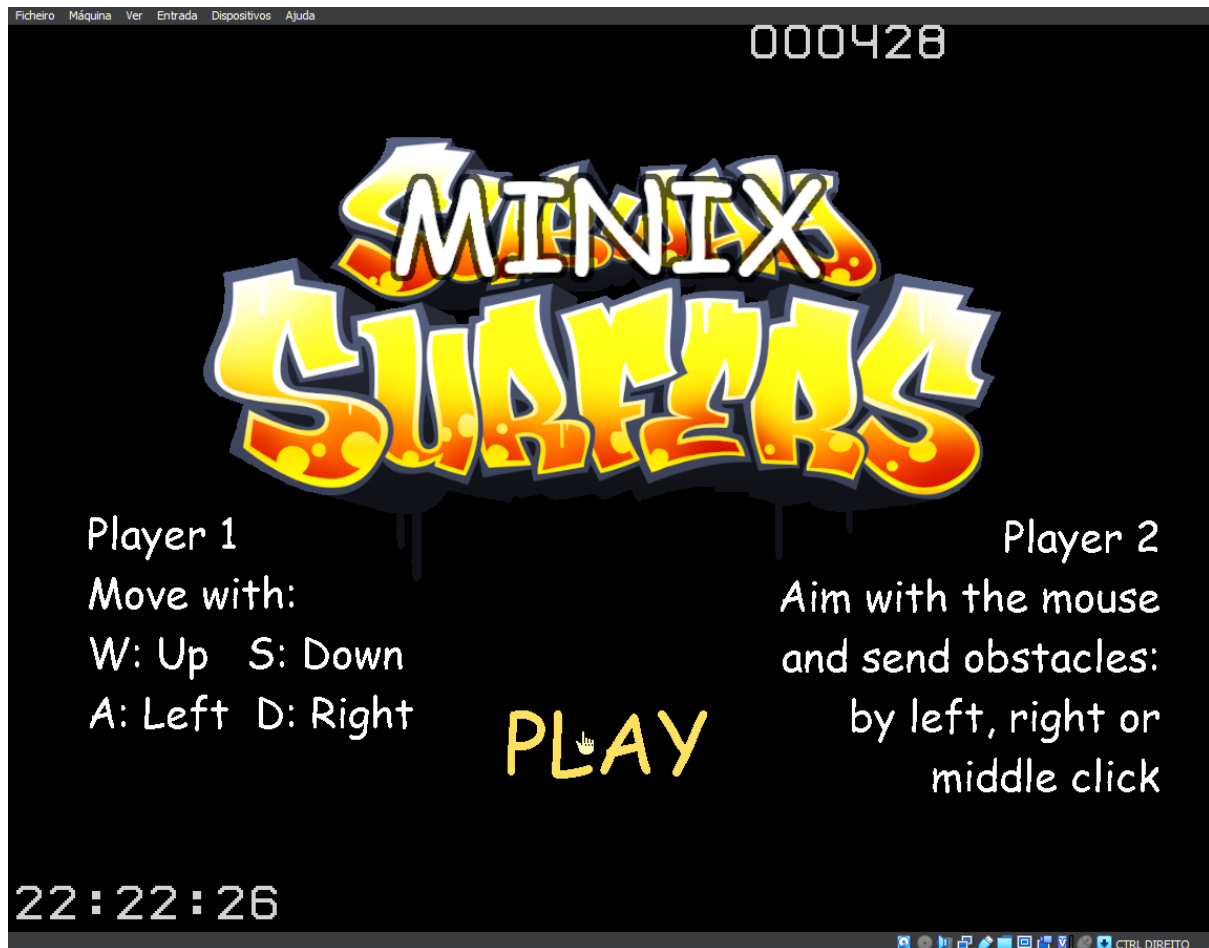 Ficheiro Máquina Ver Entrada Dispositivos Ajuda
000428
MINIX
SURFERS
Player 1
Move with:
W: Up S: Down
A: Left D: Right
Player 2
Aim with the mouse
and send obstacles:
by left, right or
middle click
PLAY
22:22:26
CTRL DIREITO